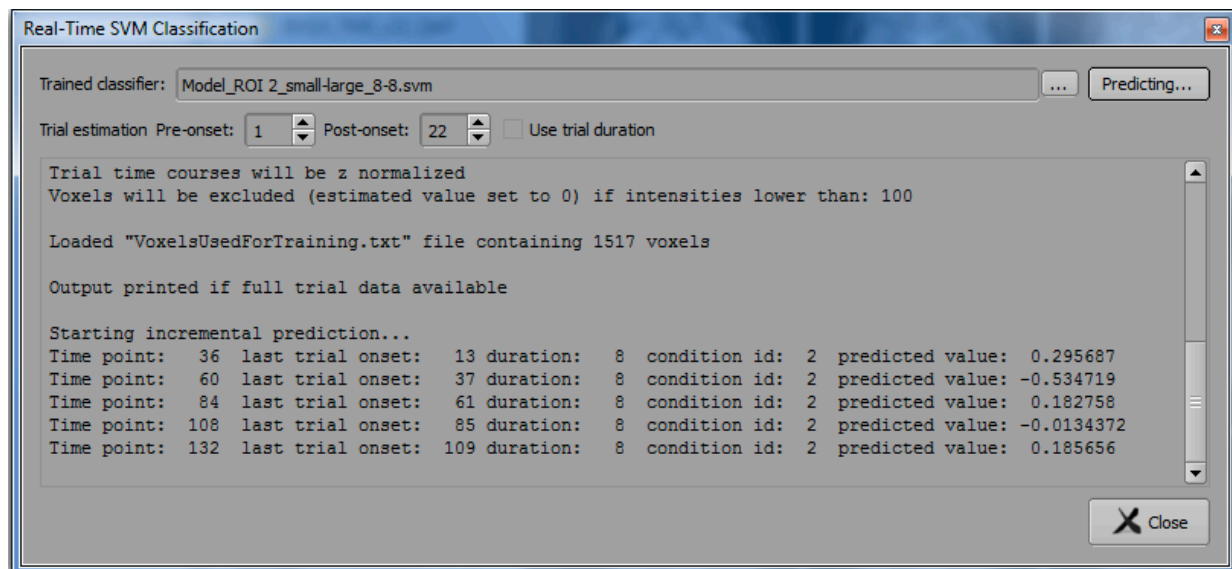 Real-Time SVM Classification
Trained classifier: Model_ROI 2_small-large_8-8.svm ... Predicting...
Trial estimation Pre-onset: 1 Post-onset: 22 Use trial duration
Trial time courses will be z normalized
Voxels will be excluded (estimated value set to 0) if intensities lower than: 100
Loaded "VoxelsUsedForTraining.txt" file containing 1517 voxels
Output printed if full trial data available
Starting incremental prediction...
Time point: 36 last trial onset: 13 duration: 8 condition id: 2 predicted value: 0.295687
Time point: 60 last trial onset: 37 duration: 8 condition id: 2 predicted value: -0.534719
Time point: 84 last trial onset: 61 duration: 8 condition id: 2 predicted value: 0.182758
Time point: 108 last trial onset: 85 duration: 8 condition id: 2 predicted value: -0.0134372
Time point: 132 last trial onset: 109 duration: 8 condition id: 2 predicted value: 0.185656
Close